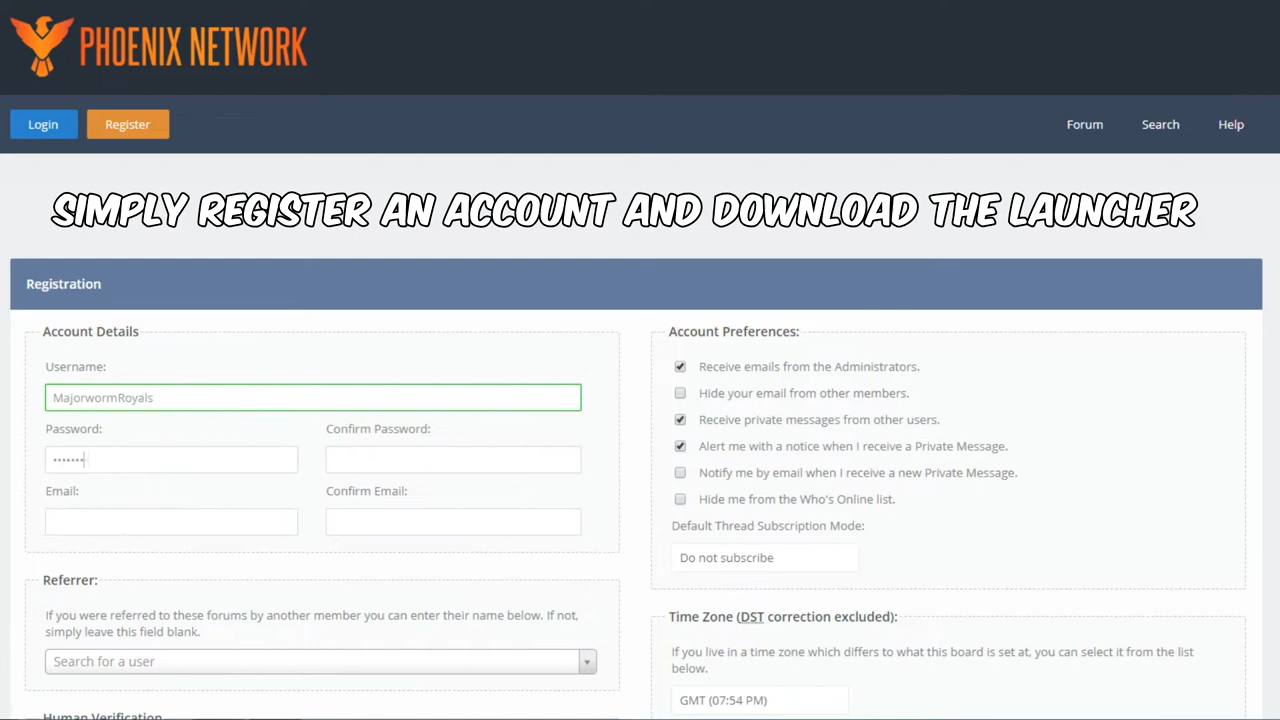 PHOENIX NETWORK
Login
Register
Forum
Search
Help
SIMPLY REGISTER AN ACCOUNT AND DOWNLOAD THE LAUNCHER
Registration
Account Details
Username:
MajorwormRoyals
Password:
Confirm Password:
•••••••
Email:
Confirm Email:
Referrer:
If you were referred to these forums by another member you can enter their name below. If not,
simply leave this field blank.
Search for a user
Human Verification
Account Preferences:
Receive emails from the Administrators.
Hide your email from other members.
Receive private messages from other users.
Alert me with a notice when I receive a Private Message.
Notify me by email when I receive a new Private Message.
Hide me from the Who's Online list.
Default Thread Subscription Mode:
Do not subscribe
Time Zone (DST correction excluded):
If you live in a time zone which differs to what this board is set at, you can select it from the list
below.
GMT (07:54 PM)